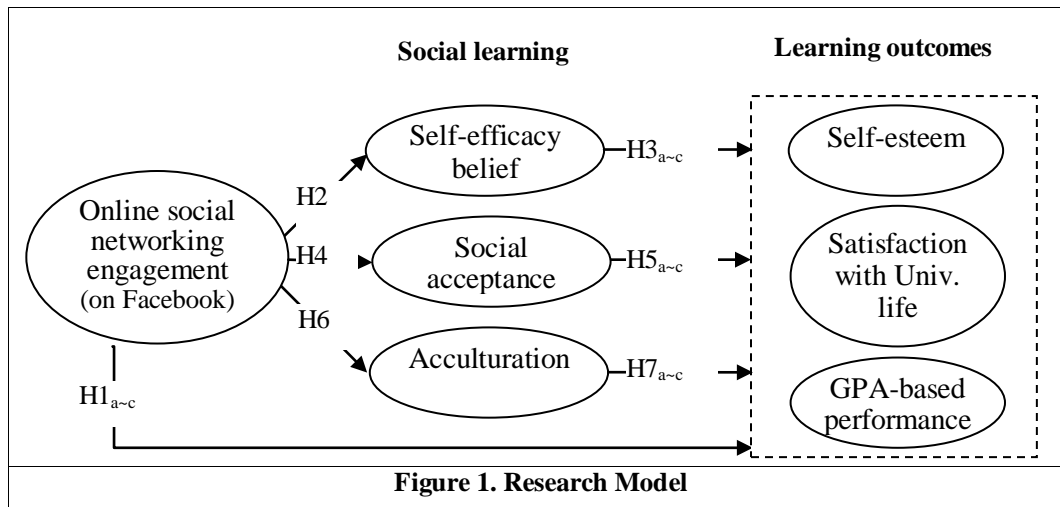 Social learning
Learning outcomes
Online social
networking
engagement
(on Facebook)
H1a~c
H2
H4
H6
Self-efficacy
belief
Social
acceptance
Acculturation
H3a~c
H5a~c
H7a~c
Self-esteem
Satisfaction
with Univ.
life
GPA-based
performance
Figure 1. Research Model